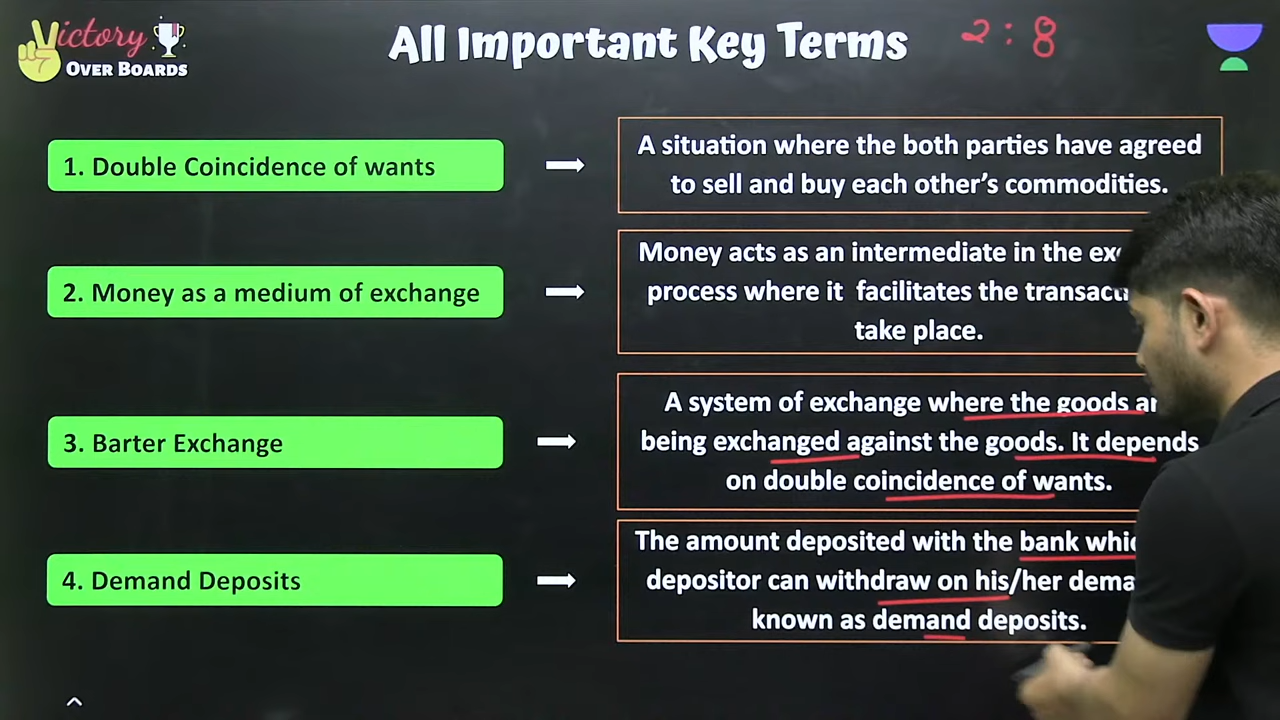 Victory
OVER BOARDS
All Important Key Terms
2:8
1. Double Coincidence of wants
A situation where the both parties have agreed
to sell and buy each other's commodities.
2. Money as a medium of exchange
Money acts as an intermediate in the
process where it facilitates the
take place.
3. Barter Exchange
A system of exchange where the goods
being exchanged against the goods. It depends
on double coincidence of wants.
4. Demand Deposits
The amount deposited with the bank
depositor can withdraw on his/her
known as demand deposits.